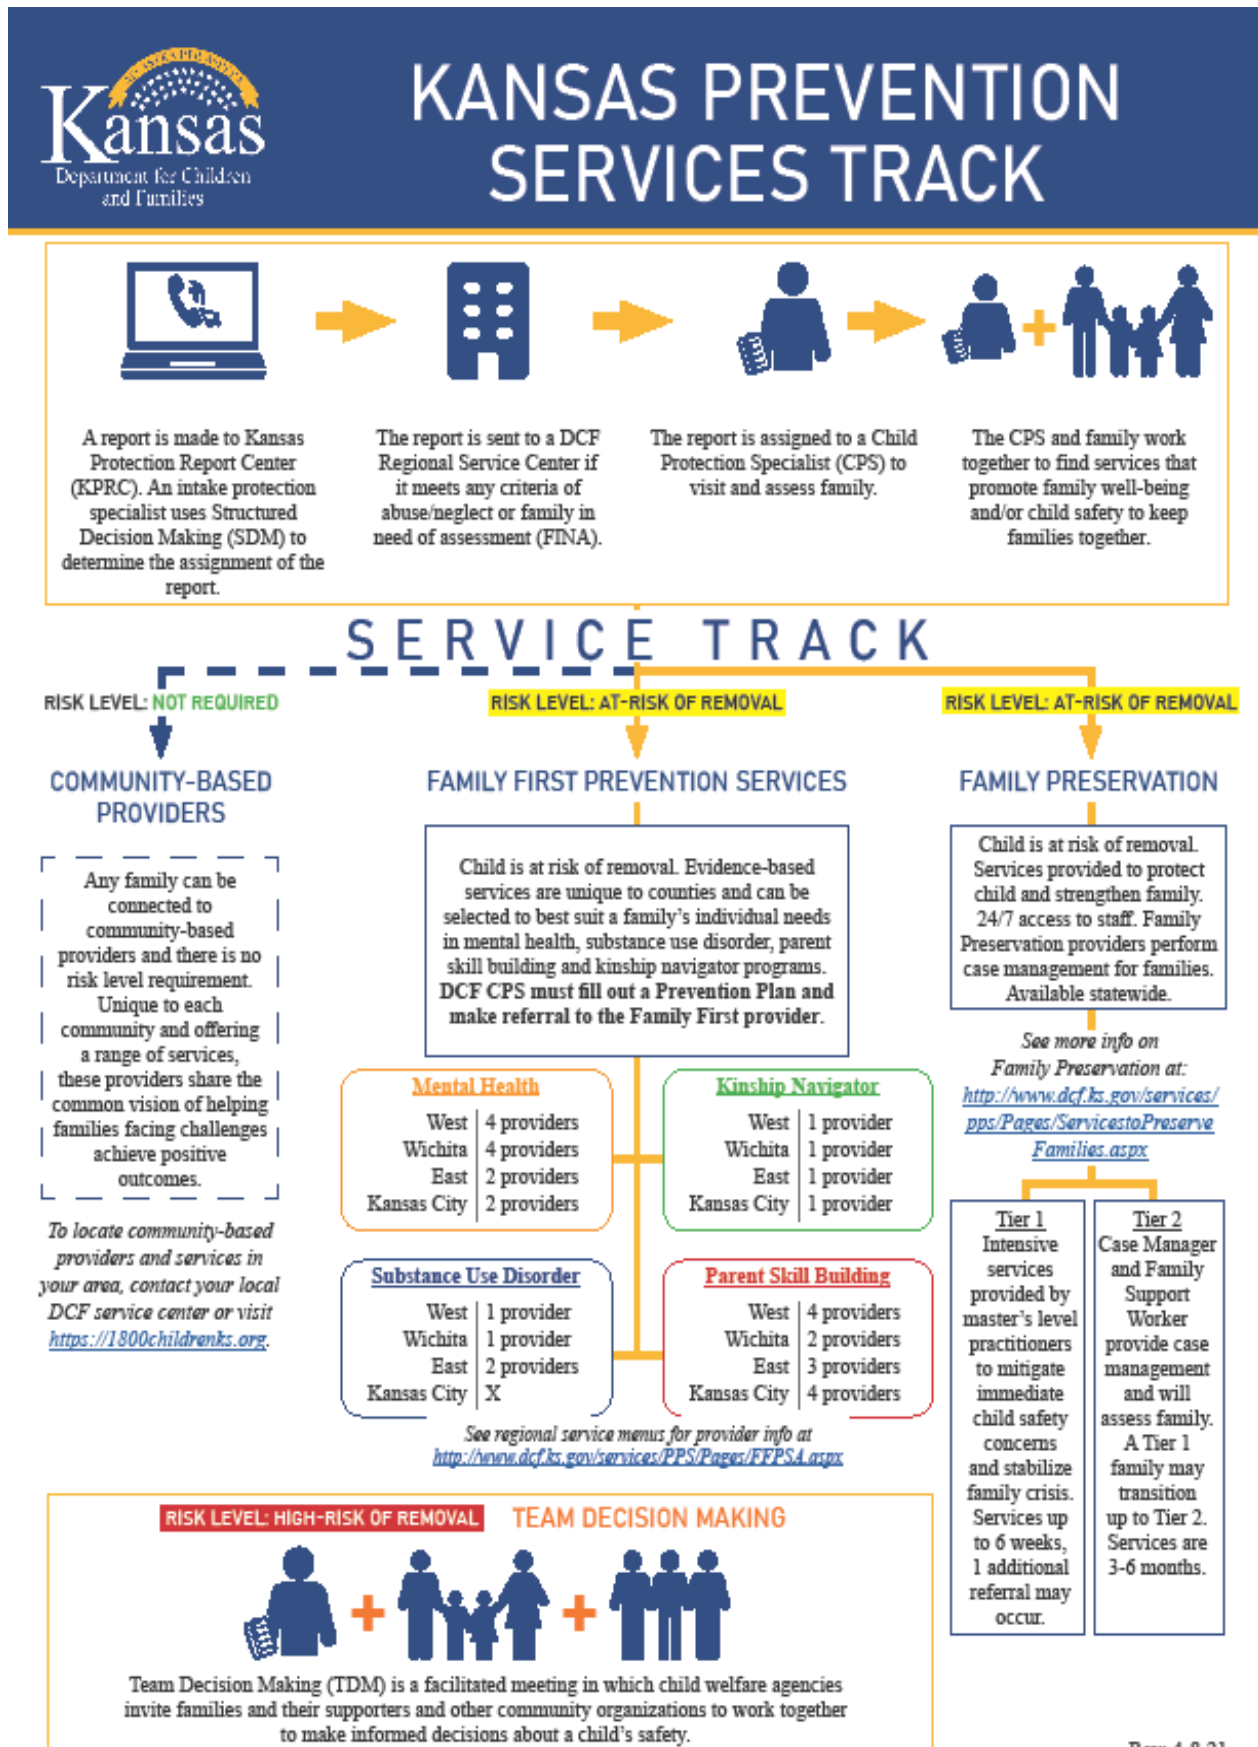 Kansas
Department for Children
and Families
KANSAS PREVENTION
SERVICES TRACK
A report is made to Kansas
Protection Report Center
(KPRC). An intake protection
specialist uses Structured
Decision Making (SDM) to
determine the assignment of the
report.
The report is sent to a DCF
Regional Service Center if
it meets any criteria of
abuse/neglect or family in
need of assessment (FINA).
The report is assigned to a Child
Protection Specialist (CPS) to
visit and assess family.
The CPS and family work
together to find services that
promote family well-being
and/or child safety to keep
families together.
SERVICE TRACK
RISK LEVEL: NOT REQUIRED
COMMUNITY-BASED
PROVIDERS
Any family can be
connected to
community-based
providers and there is no
risk level requirement.
Unique to each
community and offering
a range of services,
these providers share the
common vision of helping
families facing challenges
achieve positive
outcomes.
To locate community-based
providers and services in
your area, contact your local
DCF service center or visit
https://1800childrenks.org.
RISK LEVEL: AT-RISK OF REMOVAL
FAMILY FIRST PREVENTION SERVICES
Child is at risk of removal. Evidence-based
services are unique to counties and can be
selected to best suit a family's individual needs
in mental health, substance use disorder, parent
skill building and kinship navigator programs.
DCF CPS must fill out a Prevention Plan and
make referral to the Family First provider.
Mental Health
West 4 providers
Wichita 4 providers
East 2 providers
Kansas City 2 providers
Kinship Navigator
West 1 provider
Wichita 1 provider
East 1 provider
Kansas City 1 provider
Substance Use Disorder
West 1 provider
Wichita 1 provider
East 2 providers
Kansas City X
Parent Skill Building
West 4 providers
Wichita 2 providers
East 3 providers
Kansas City 4 providers
See regional service menus for provider info at
http://www.dcf.ks.gov/services/PPS/Pages/FFPSA.aspx
RISK LEVEL: AT-RISK OF REMOVAL
FAMILY PRESERVATION
Child is at risk of removal.
Services provided to protect
child and strengthen family.
24/7 access to staff. Family
Preservation providers perform
case management for families.
Available statewide.
See more info on
Family Preservation at:
http://www.dcf.ks.gov/services/
pps/Pages/ServicestoPreserve
Families.aspx
Tier 1
Intensive
services
provided by
master's level
practitioners
to mitigate
immediate
child safety
concerns
and stabilize
family crisis.
Services up
to 6 weeks,
1 additional
referral may
occur.
Tier 2
Case Manager
and Family
Support
Worker
provide case
management
and will
assess family.
A Tier 1
family may
transition
up to Tier 2.
Services are
3-6 months.
RISK LEVEL: HIGH-RISK OF REMOVAL TEAM DECISION MAKING
Team Decision Making (TDM) is a facilitated meeting in which child welfare agencies
invite families and their supporters and other community organizations to work together
to make informed decisions about a child's safety.